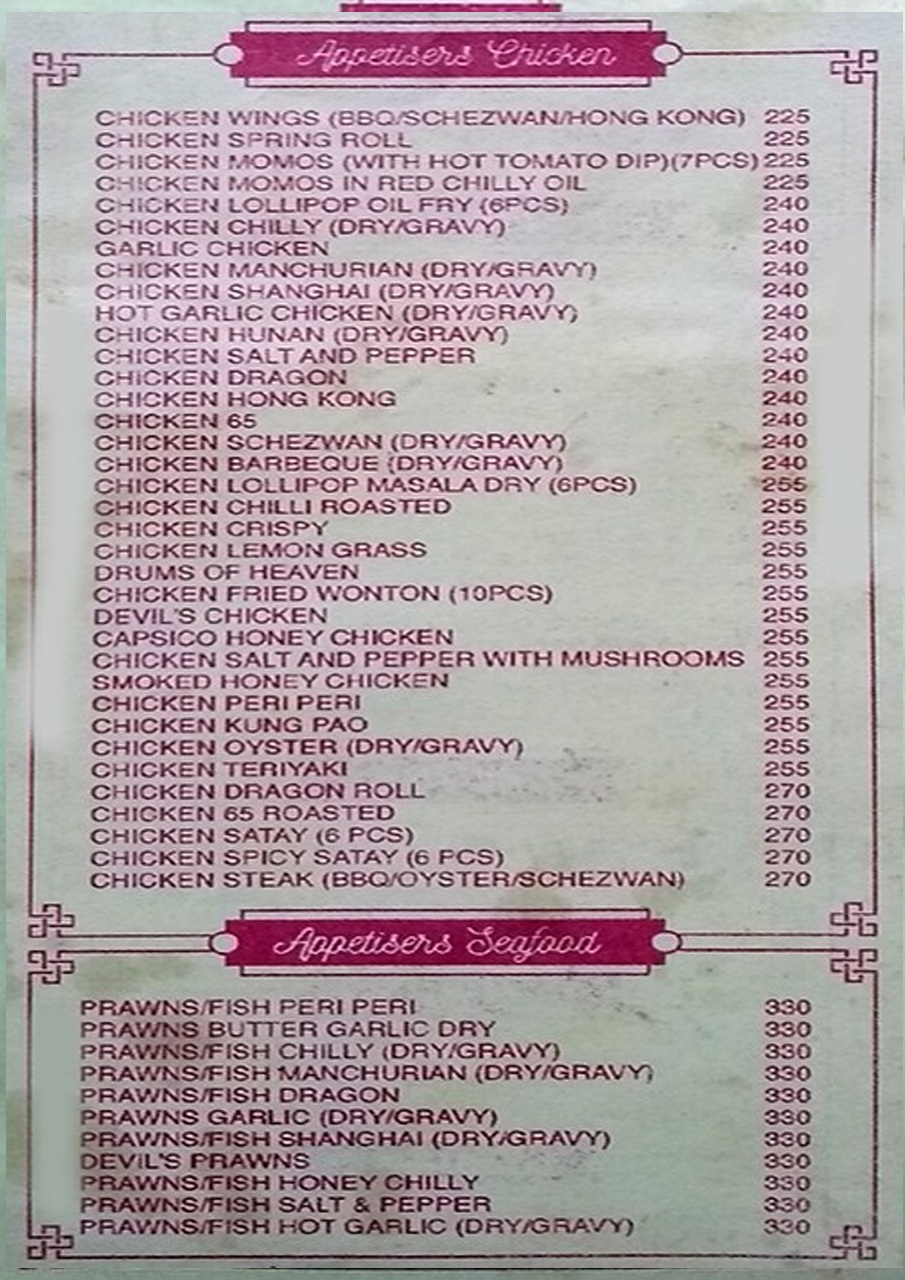 Appetisers Chicken
CHICKEN WINGS (BBQ/SCHEZWAN/HONG KONG) 225
CHICKEN SPRING ROLL 225
CHICKEN MOMOS (WITH HOT TOMATO DIP)(7PCS) 225
CHICKEN MOMOS IN RED CHILLY OIL 225
CHICKEN LOLLIPOP OIL FRY (6PCS) 240
CHICKEN CHILLY (DRY/GRAVY) 240
GARLIC CHICKEN 240
CHICKEN MANCHURIAN (DRY/GRAVY) 240
CHICKEN SHANGHAI (DRY/GRAVY) 240
HOT GARLIC CHICKEN (DRY/GRAVY) 240
CHICKEN HUNAN (DRY/GRAVY) 240
CHICKEN SALT AND PEPPER 240
CHICKEN DRAGON 240
CHICKEN HONG KONG 240
CHICKEN 65 240
CHICKEN SCHEZWAN (DRY/GRAVY) 240
CHICKEN BARBEQUE (DRY/GRAVY) 240
CHICKEN LOLLIPOP MASALA DRY (6PCS) 255
CHICKEN CHILLI ROASTED 255
CHICKEN CRISPY 255
CHICKEN LEMON GRASS 255
DRUMS OF HEAVEN 255
CHICKEN FRIED WONTON (10PCS) 255
DEVIL'S CHICKEN 255
CAPSICO HONEY CHICKEN 255
CHICKEN SALT AND PEPPER WITH MUSHROOMS 255
SMOKED HONEY CHICKEN 255
CHICKEN PERI PERI 255
CHICKEN KUNG PAO 255
CHICKEN OYSTER (DRY/GRAVY) 255
CHICKEN TERIYAKI 255
CHICKEN DRAGON ROLL 270
CHICKEN 65 ROASTED 270
CHICKEN SATAY (6 PCS) 270
CHICKEN SPICY SATAY (6 PCS) 270
CHICKEN STEAK (BBQ/OYSTER/SCHEZWAN) 270
Appetisers Seafood
PRAWNS/FISH PERI PERI 330
PRAWNS BUTTER GARLIC DRY 330
PRAWNS/FISH CHILLY (DRY/GRAVY) 330
PRAWNS/FISH MANCHURIAN (DRY/GRAVY) 330
PRAWNS/FISH DRAGON 330
PRAWNS GARLIC (DRY/GRAVY) 330
PRAWNS/FISH SHANGHAI (DRY/GRAVY) 330
DEVIL'S PRAWNS 330
PRAWNS/FISH HONEY CHILLY 330
PRAWNS/FISH SALT & PEPPER 330
PRAWNS/FISH HOT GARLIC (DRY/GRAVY) 330